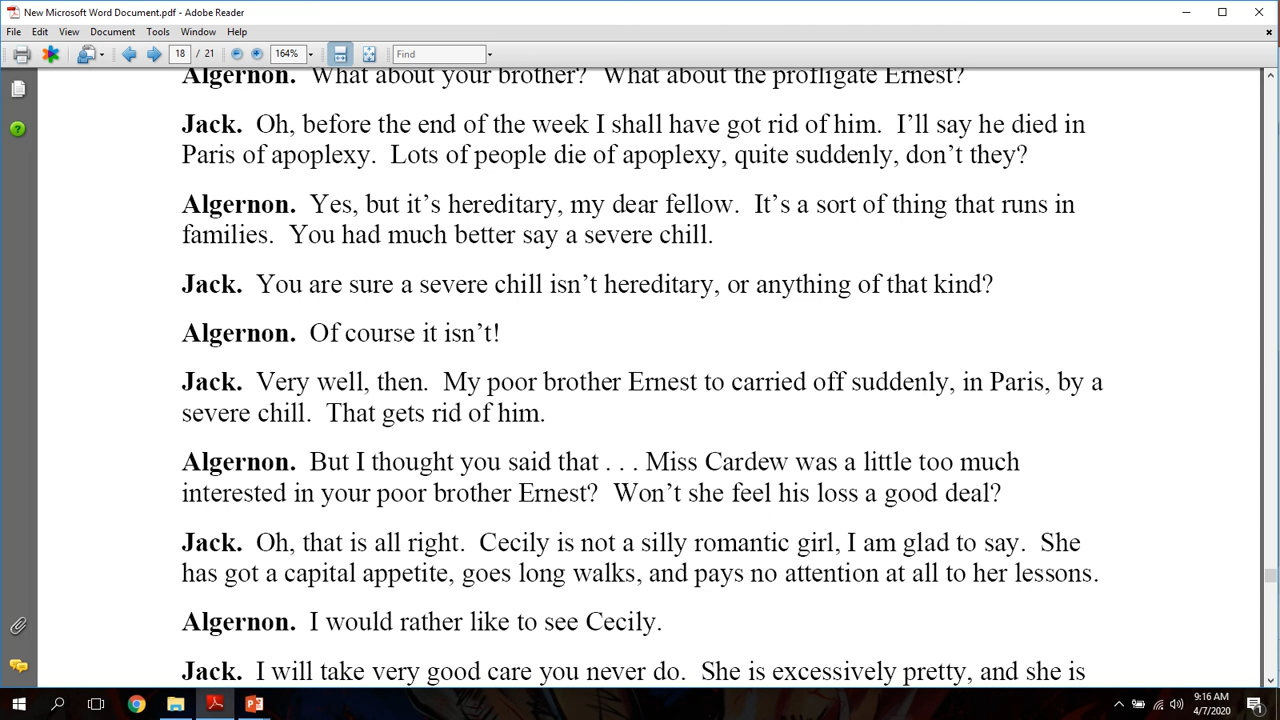 New Microsoft Word Document.pdf - Adobe Reader
File Edit View Document Tools Window Help
18 / 21 164% Find
Algernon. What about your brother? What about the profligate Ernest?
Jack. Oh, before the end of the week I shall have got rid of him. I’ll say he died in
Paris of apoplexy. Lots of people die of apoplexy, quite suddenly, don’t they?
Algernon. Yes, but it’s hereditary, my dear fellow. It’s a sort of thing that runs in
families. You had much better say a severe chill.
Jack. You are sure a severe chill isn’t hereditary, or anything of that kind?
Algernon. Of course it isn’t!
Jack. Very well, then. My poor brother Ernest to carried off suddenly, in Paris, by a
severe chill. That gets rid of him.
Algernon. But I thought you said that . . . Miss Cardew was a little too much
interested in your poor brother Ernest? Won’t she feel his loss a good deal?
Jack. Oh, that is all right. Cecily is not a silly romantic girl, I am glad to say. She
has got a capital appetite, goes long walks, and pays no attention at all to her lessons.
Algernon. I would rather like to see Cecily.
Jack. I will take very good care you never do. She is excessively pretty, and she is
9:16 AM
4/7/2020